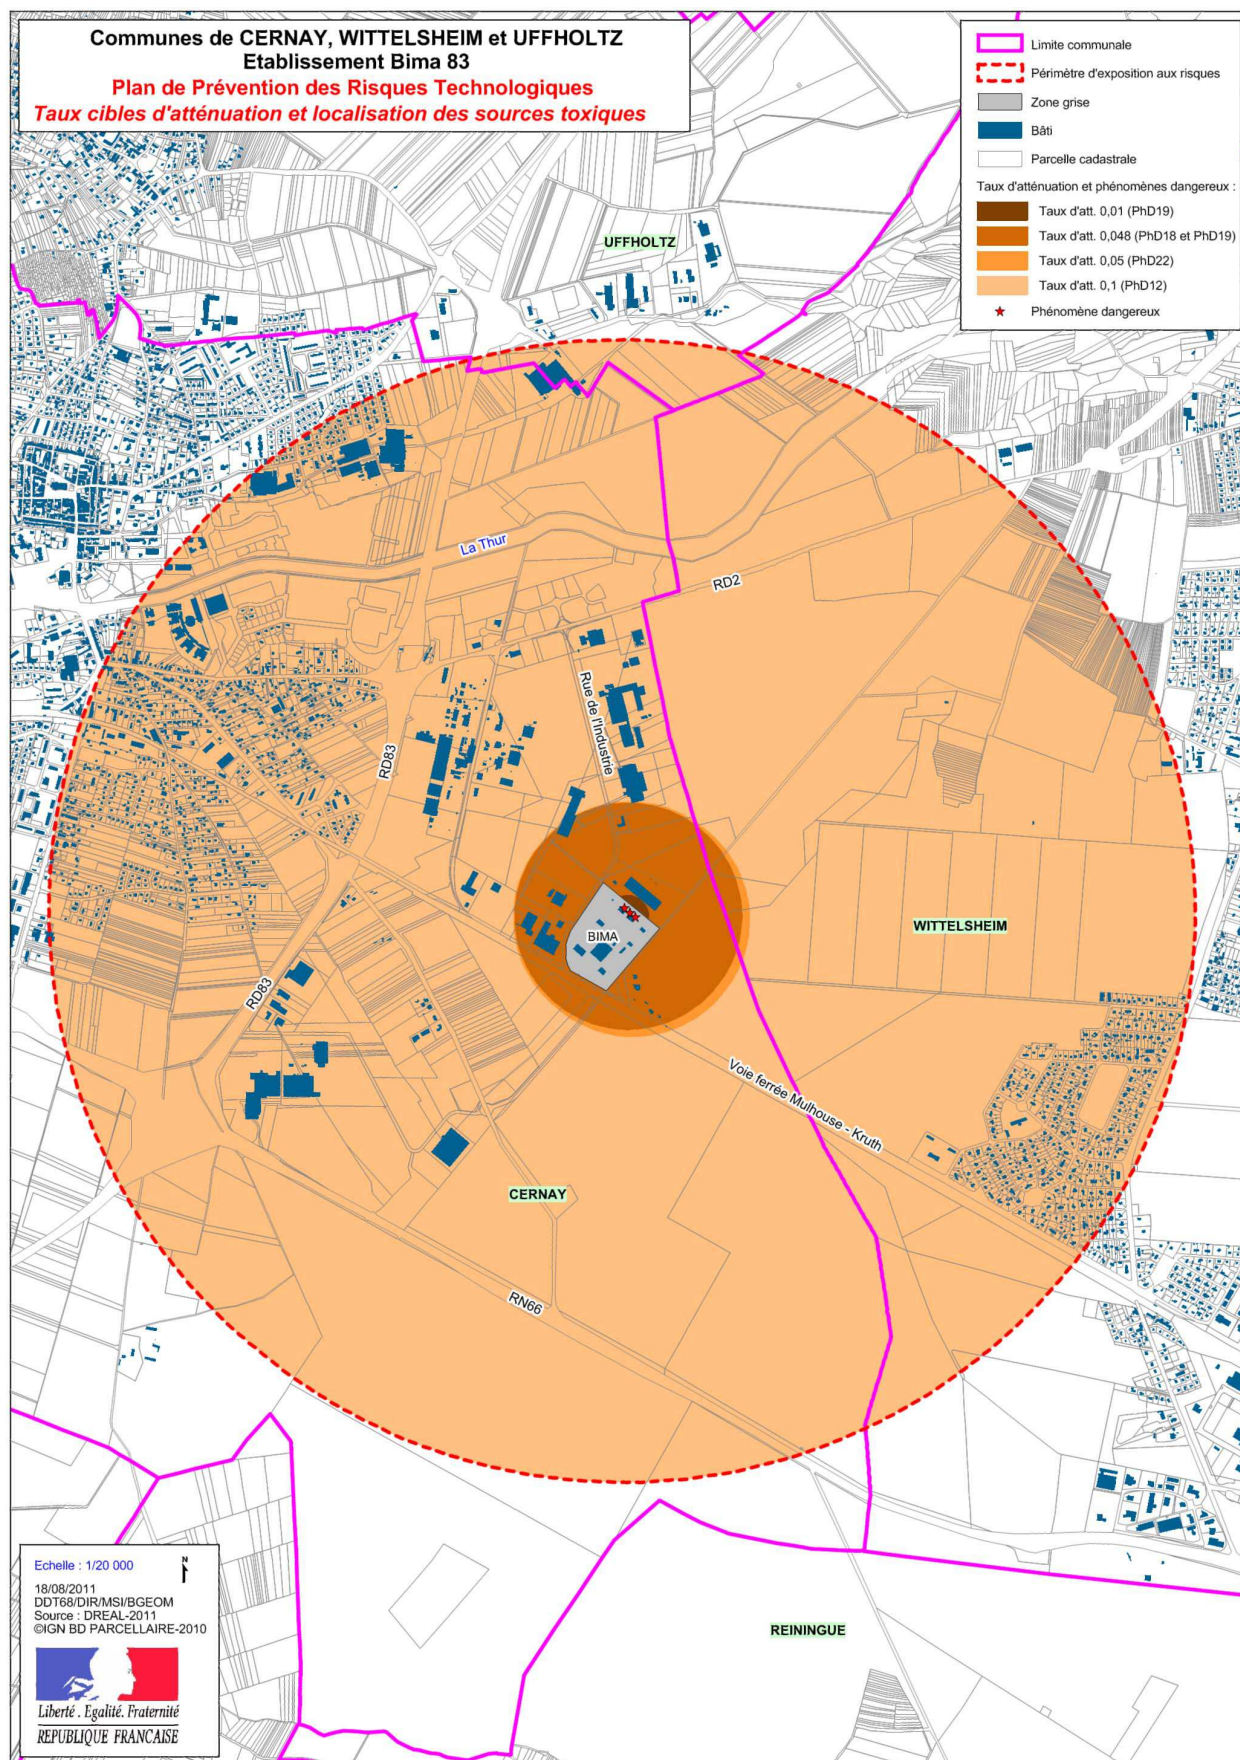 Communes de CERNAY, WITTELSHEIM et UFFHOLTZ
Etablissement Bima 83
Plan de Prévention des Risques Technologiques
Taux cibles d'atténuation et localisation des sources toxiques
Limite communale
Périmètre d'exposition aux risques
Zone grise
Bâti
Parcelle cadastrale
Taux d'atténuation et phénomènes dangereux :
Taux d'att. 0,01 (PhD19)
Taux d'att. 0,048 (PhD18 et PhD19)
Taux d'att. 0,05 (PhD22)
Taux d'att. 0,1 (PhD12)
Phénomène dangereux
UFFHOLTZ
La Thur
RD2
Rue de l'Industrie
RD83
BIMA
WITTELSHEIM
RD83
Voie ferrée Mulhouse - Kruth
CERNAY
RN66
REININGUE
Echelle : 1/20 000
N
18/08/2011
DDT68/DIR/MSI/BGEOM
Source : DREAL-2011
©IGN BD PARCELLAIRE-2010
Liberté . Egalité. Fraternité
REPUBLIQUE FRANCAISE